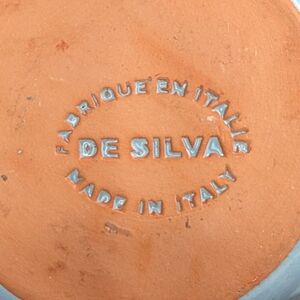 FABRIQUE EN ITALIE
DE SILVA
MADE IN ITALY